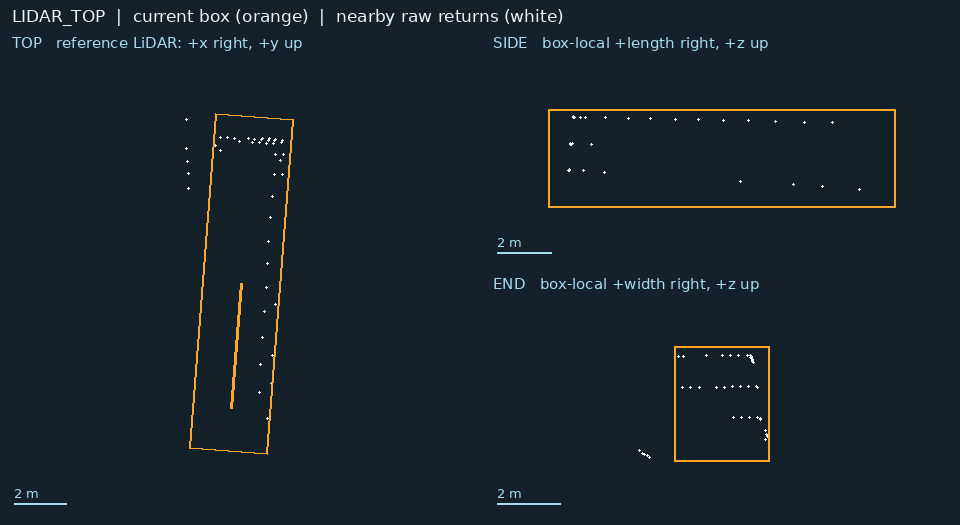 LIDAR_TOP | current box (orange) | nearby raw returns (white)
TOP reference LiDAR: +x right, +y up
SIDE box-local +length right, +z up
2 m
END box-local +width right, +z up
2 m
2 m